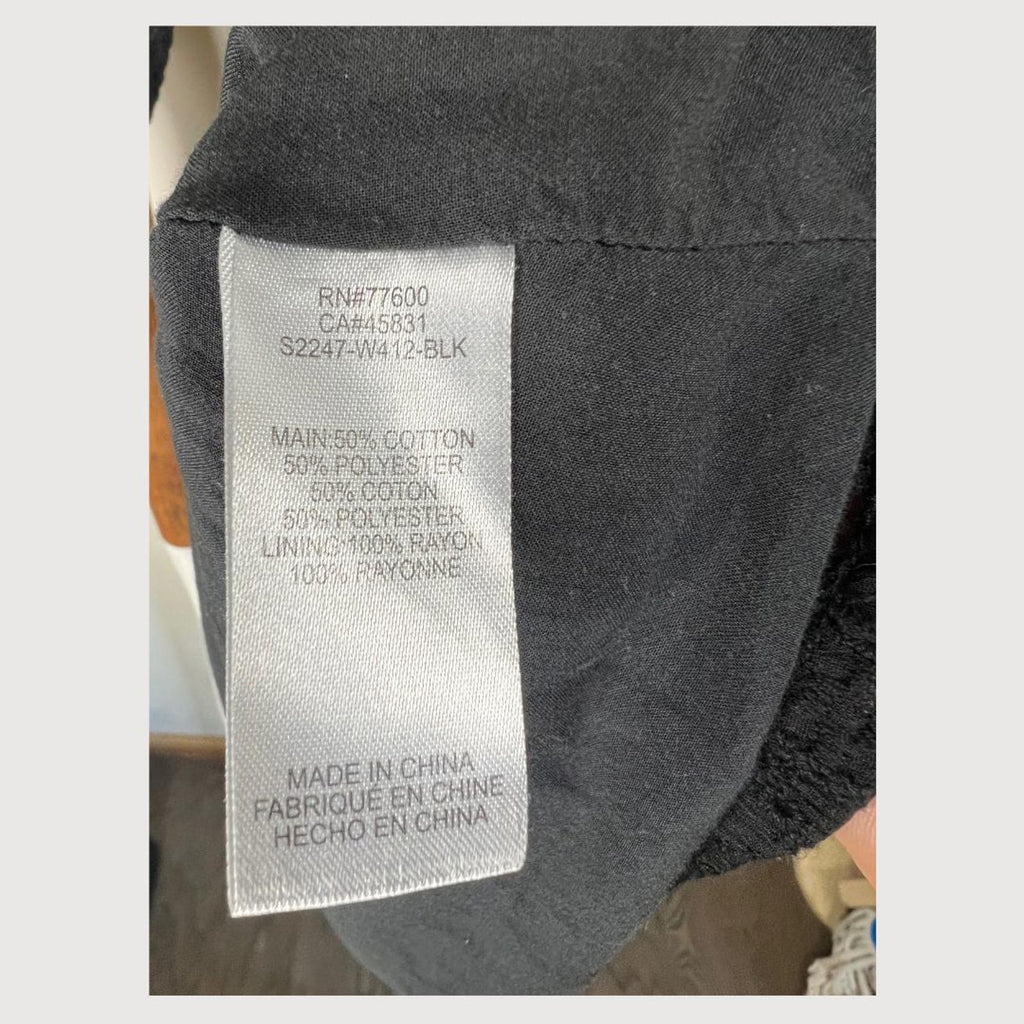 RN#77600
CA#45831
S2247-W412-BLK
MAIN:50% COTTON
50% POLYESTER
50% COTON
50% POLYESTER
LINING:100% RAYON
100% RAYONNE
MADE IN CHINA
FABRIQUE EN CHINE
HECHO EN CHINA